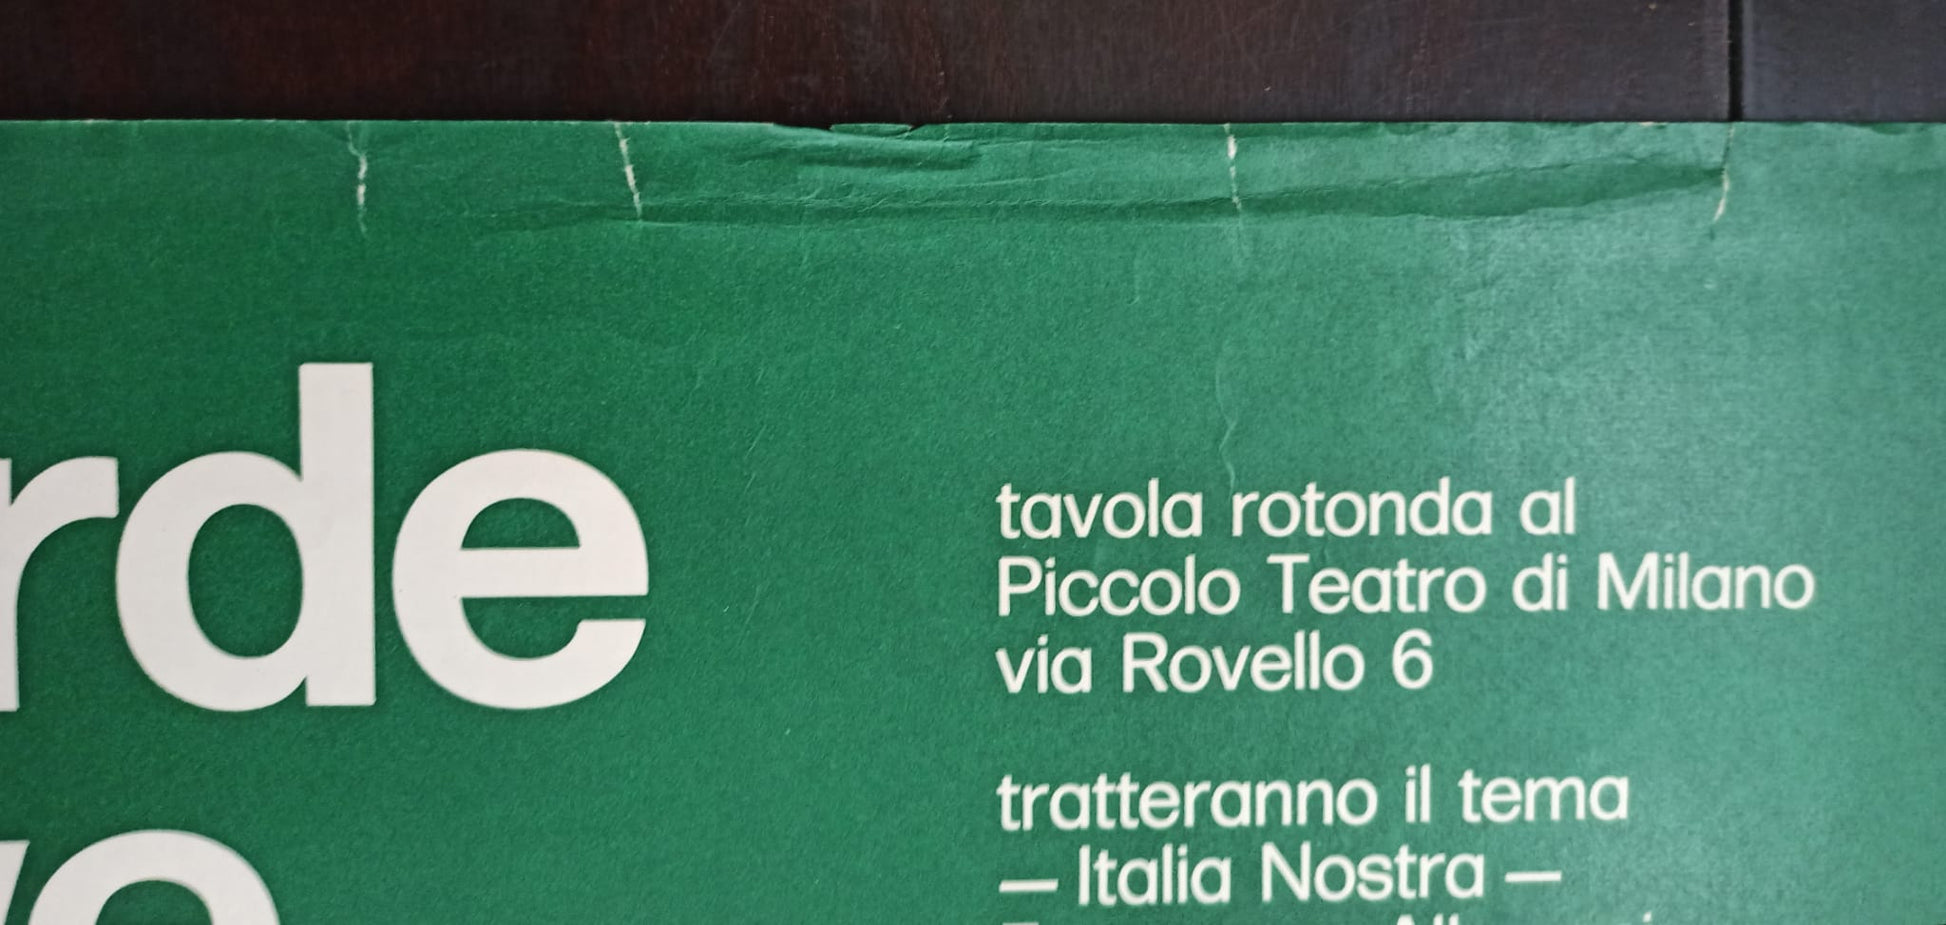 rde
tavola rotonda al
Piccolo Teatro di Milano
via Rovello 6
tratteranno il tema
— Italia Nostra —